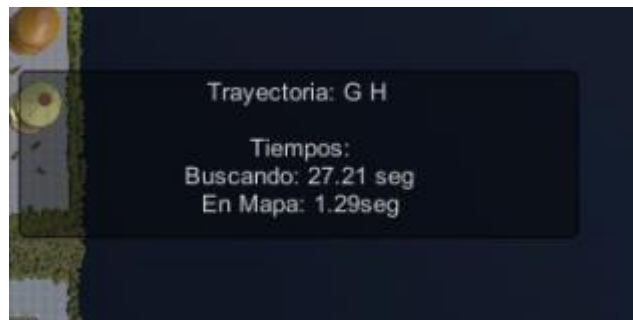 Trayectoria: G H
Tiempos:
Buscando: 27.21 seg
En Mapa: 1.29seg